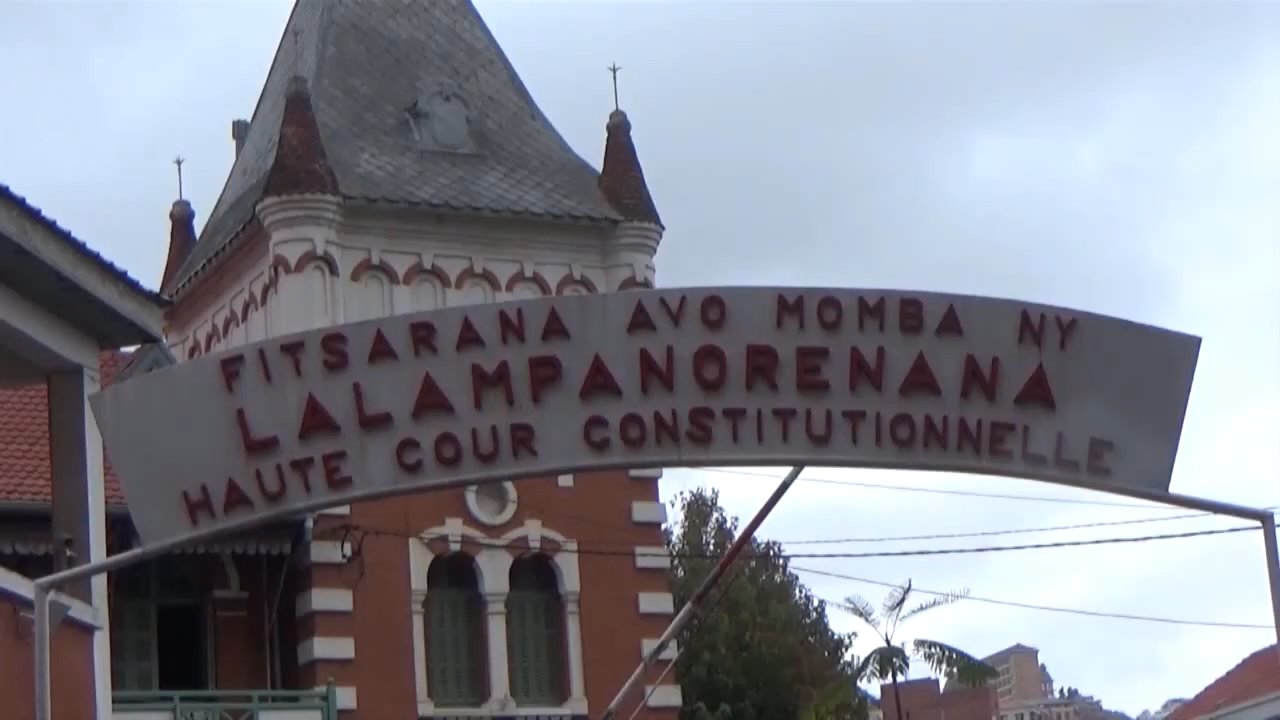 FITSARANA AVO MOMBA NY
LALAMPANORENANA
HAUTE COUR CONSTITUTIONNELLE